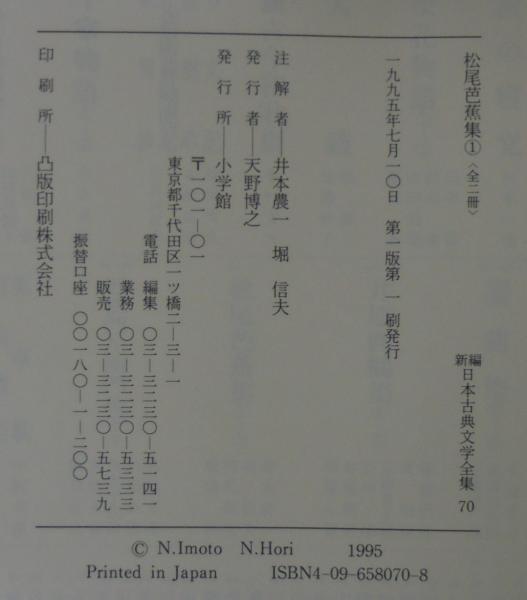 新編日本古典文学全集 70
松尾芭蕉集①〈全二冊〉
一九九五年七月一〇日 第一版第一刷発行
注解者――井本農一 堀 信夫
発行者――天野博之
発行所――小学館
〒一〇一―〇一
東京都千代田区一ツ橋二―三―一
電話 編集 〇三―三二三〇―五一四一
業務 〇三―三二三〇―五三三三
販売 〇三―三二三〇―五七三九
振替口座 〇〇一八〇―一―二〇〇
印刷所――凸版印刷株式会社
© N.Imoto N.Hori 1995
Printed in Japan ISBN4-09-658070-8